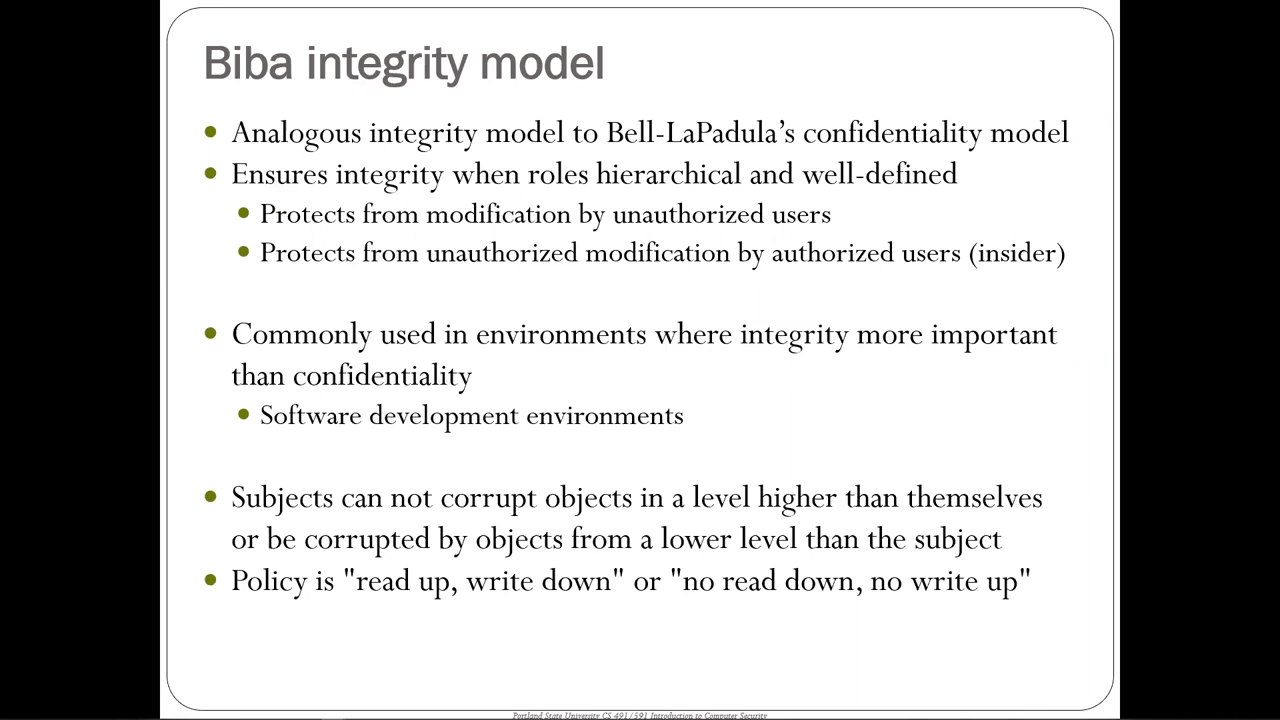 Biba integrity model
• Analogous integrity model to Bell-LaPadula’s confidentiality model
• Ensures integrity when roles hierarchical and well-defined
• Protects from modification by unauthorized users
• Protects from unauthorized modification by authorized users (insider)
• Commonly used in environments where integrity more important
than confidentiality
• Software development environments
• Subjects can not corrupt objects in a level higher than themselves
or be corrupted by objects from a lower level than the subject
• Policy is "read up, write down" or "no read down, no write up"
Portland State University CS 491/591 Introduction to Computer Security